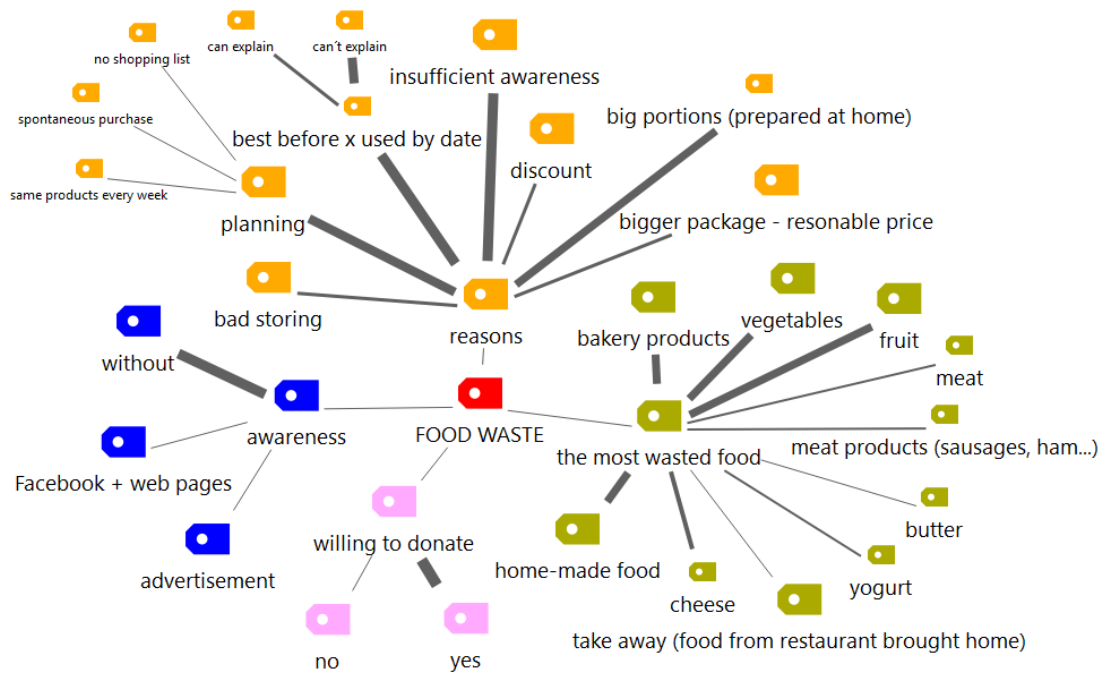 no shopping list
can explain
can´t explain
insufficient awareness
big portions (prepared at home)
spontaneous purchase
best before x used by date
discount
same products every week
planning
bigger package - resonable price
bad storing
reasons
bakery products
vegetables
fruit
without
meat
awareness
FOOD WASTE
the most wasted food
meat products (sausages, ham...)
Facebook + web pages
butter
willing to donate
advertisement
home-made food
cheese
yogurt
take away (food from restaurant brought home)
no
yes